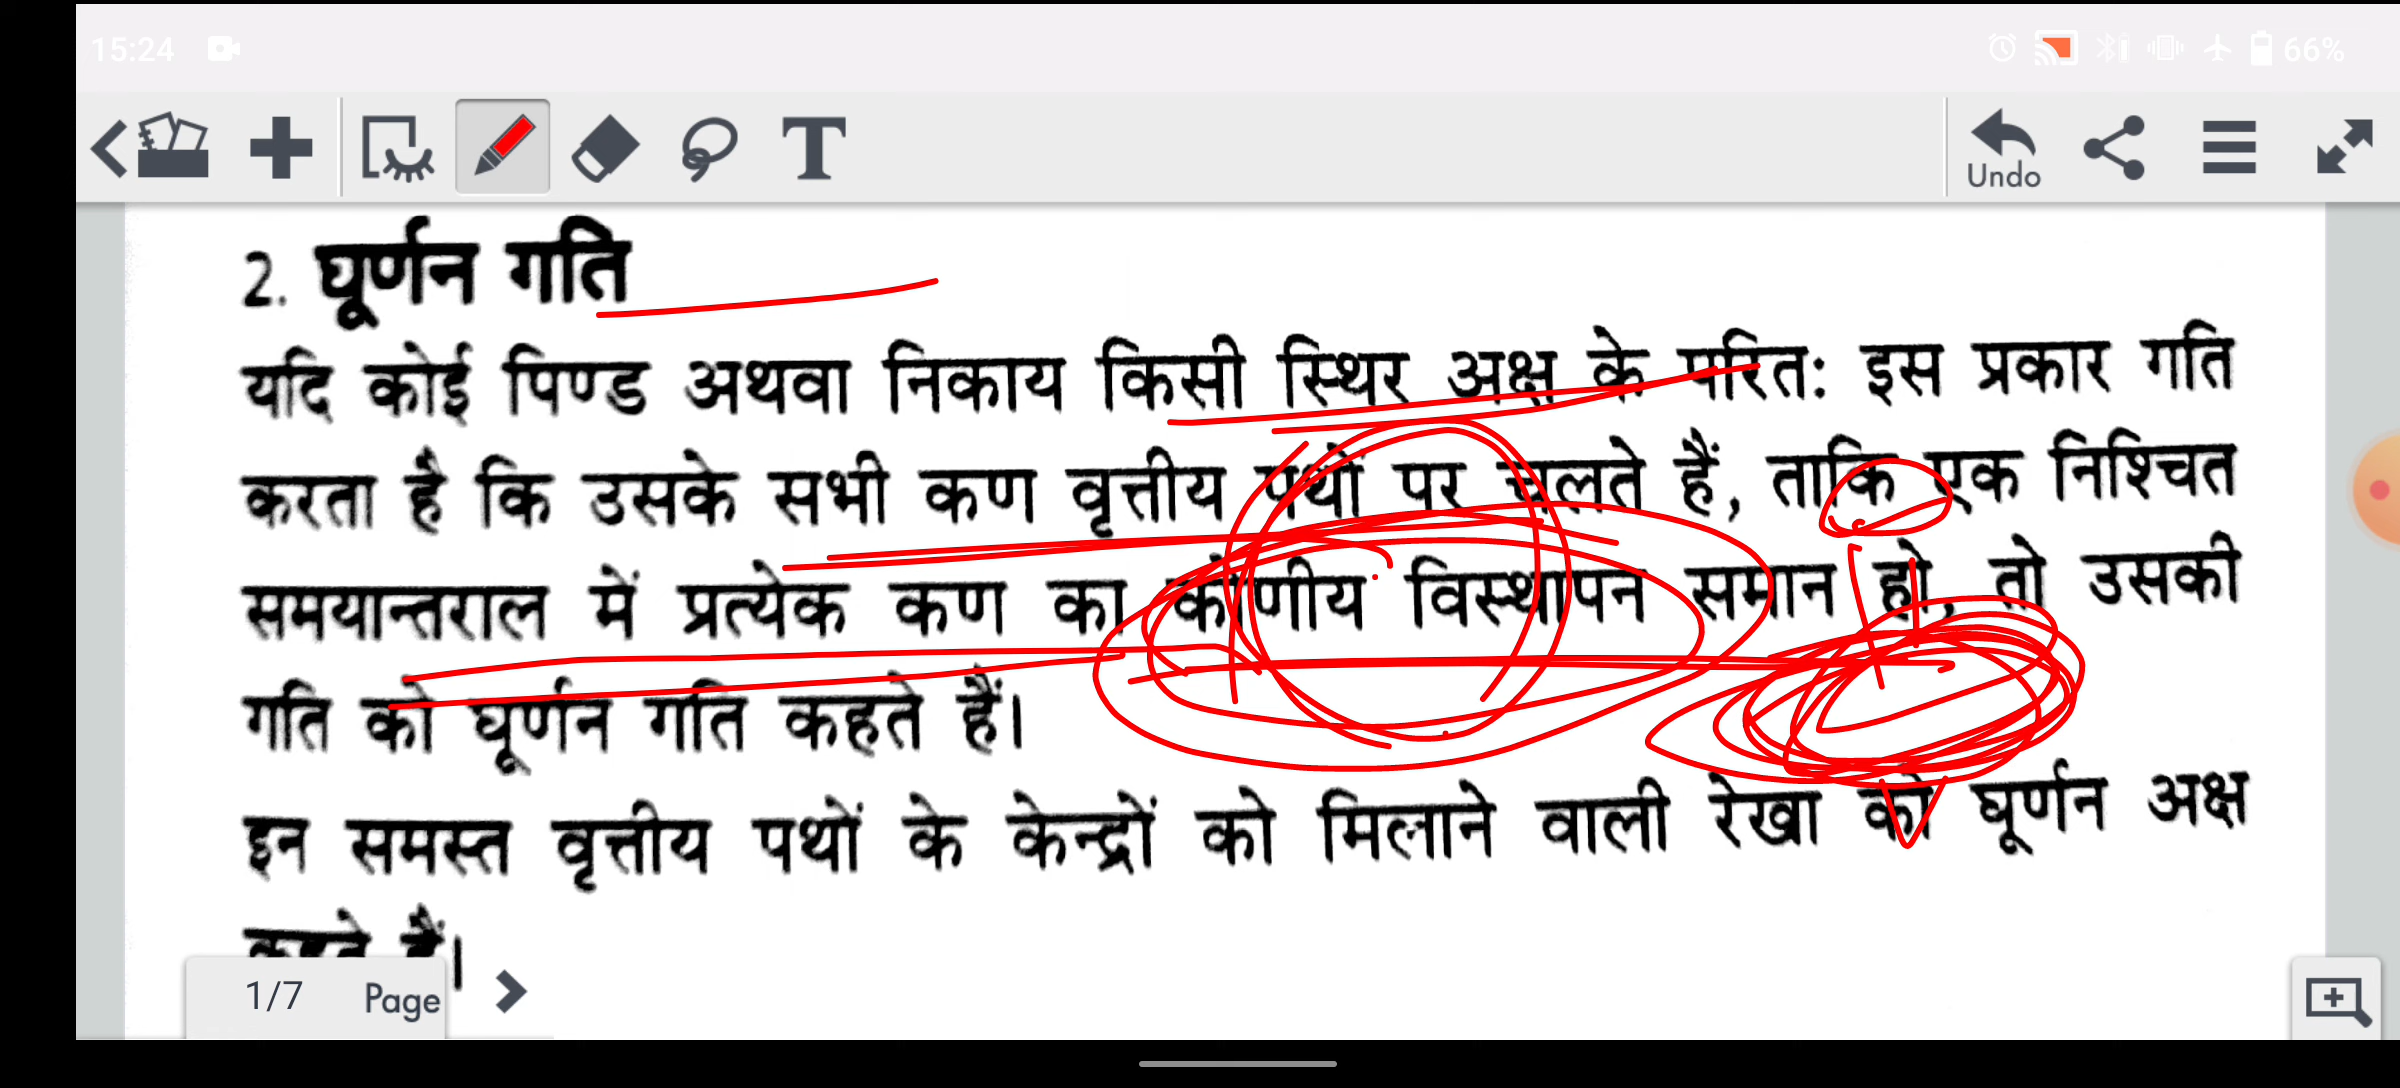 15:24
66%
T
Undo
2. घूर्णन गति
यदि कोई पिण्ड अथवा निकाय किसी स्थिर अक्ष के परितः इस प्रकार गति
करता है कि उसके सभी कण वृत्तीय पथों पर चलते हैं, ताकि एक निश्चित
समयान्तराल में प्रत्येक कण का कोणीय विस्थापन समान हो, तो उसकी
गति को घूर्णन गति कहते हैं।
इन समस्त वृत्तीय पथों के केन्द्रों को मिलाने वाली रेखा को घूर्णन अक्ष
कहते हैं।
1/7 Page